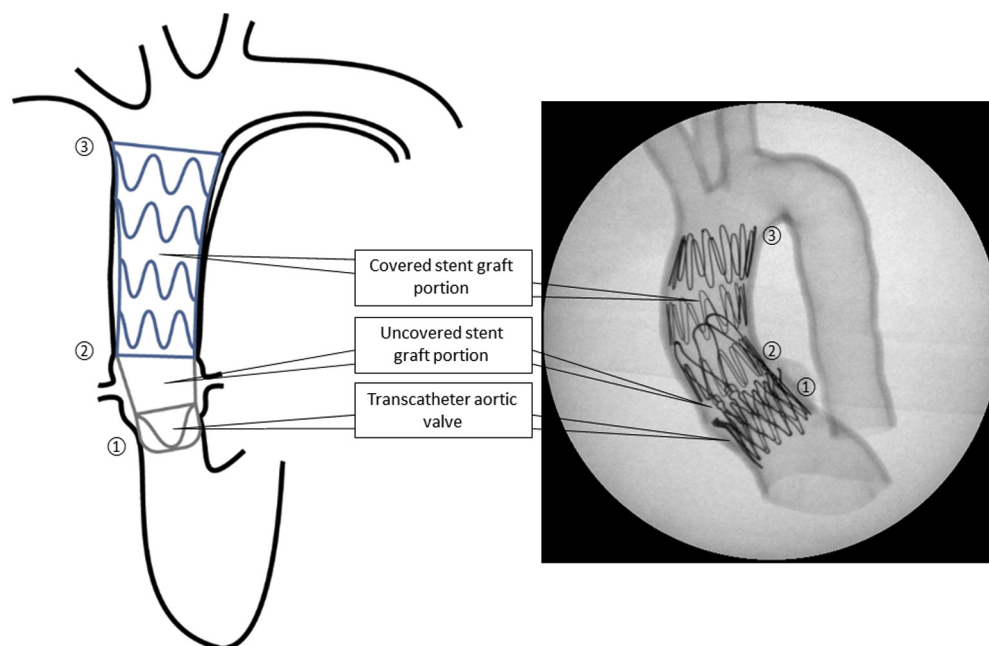 ③
③
Covered stent graft
portion
Uncovered stent
graft portion
②
②
①
Transcatheter aortic
valve
①